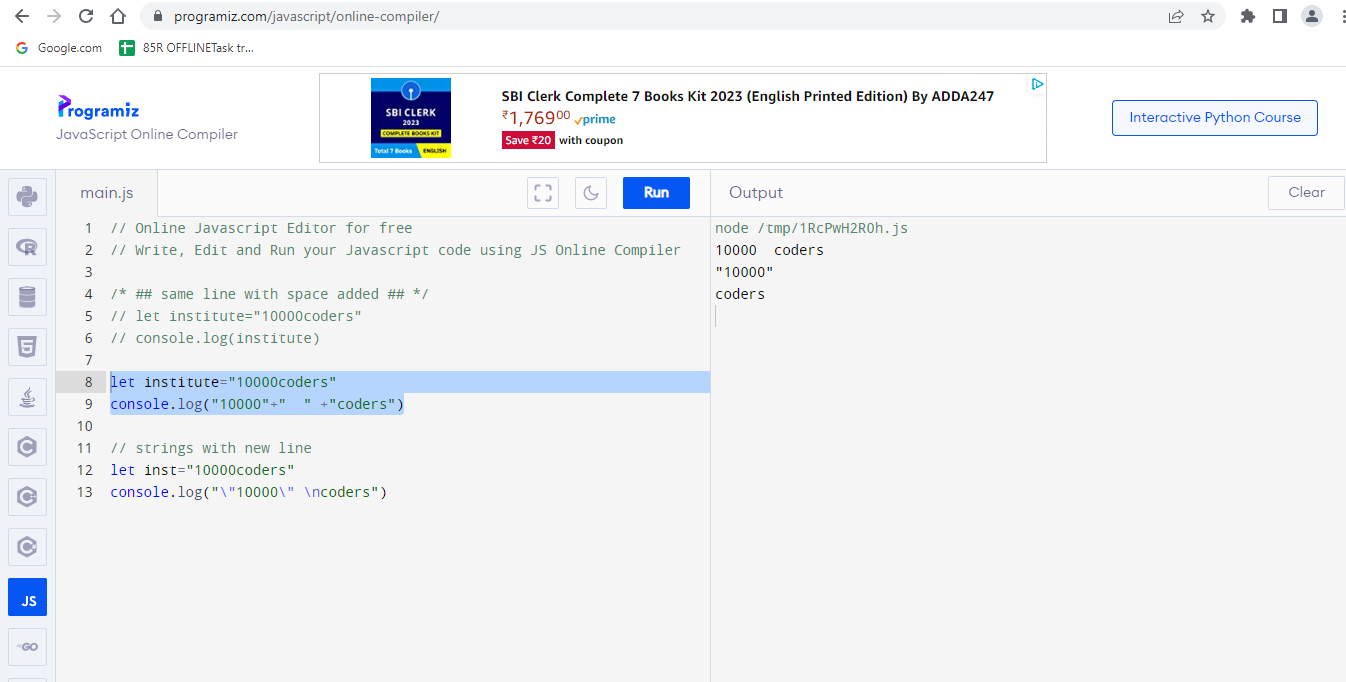 programiz.com/javascript/online-compiler/
Google.com
85R OFFLINETask tr...
Programiz
JavaScript Online Compiler
SBI CLERK
2023
COMPLETE BOOKS KIT
Total 7 Books ENGLISH
SBI Clerk Complete 7 Books Kit 2023 (English Printed Edition) By ADDA247
₹1,76900 prime
Save ₹20 with coupon
Interactive Python Course
main.js
Run
Output
Clear
1 // Online Javascript Editor for free
2 // Write, Edit and Run your Javascript code using JS Online Compiler
3
4 /* ## same line with space added ## */
5 // let institute="10000coders"
6 // console.log(institute)
7
8 let institute="10000coders"
9 console.log("10000"+"  " +"coders")
10
11 // strings with new line
12 let inst="10000coders"
13 console.log("\"10000\" \ncoders")
node /tmp/1RcPwH2R0h.js
10000  coders
"10000"
coders
R
5
C
C
C
JS
GO